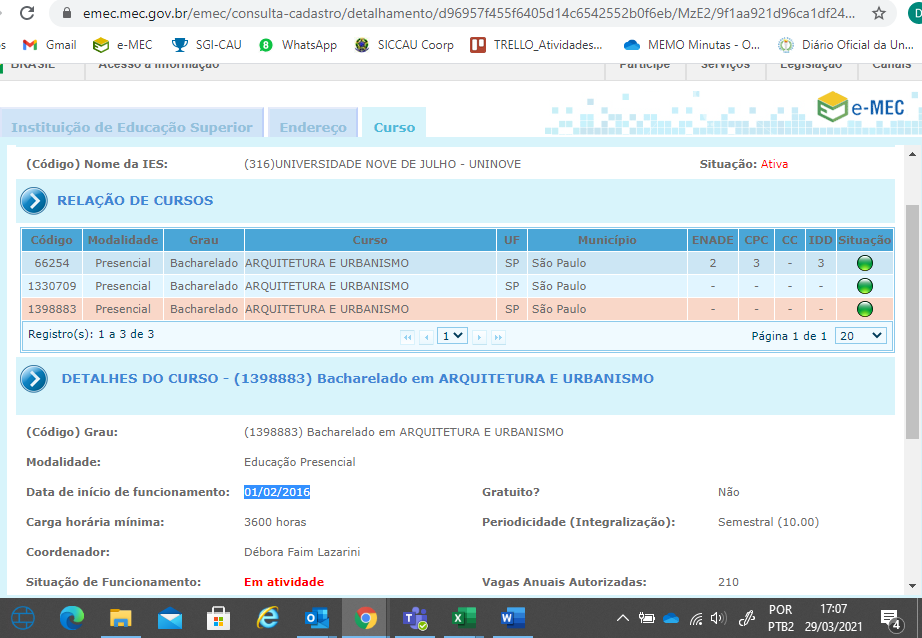 emec.mec.gov.br/emec/consulta-cadastro/detalhamento/d96957f455f6405d14c6542552b0f6eb/MzE2/9f1aa921d96ca1df24...
Gmail e-MEC SGI-CAU WhatsApp SICCAU Coorp TRELLO_Atividades... MEMO Minutas - O... Diário Oficial da Un...
BRASIL Acesso à informação Participe Serviços Legislação Canais
e-MEC
Instituição de Educação Superior Endereço Curso
(Código) Nome da IES: (316)UNIVERSIDADE NOVE DE JULHO - UNINOVE Situação: Ativa
RELAÇÃO DE CURSOS
Código Modalidade Grau Curso UF Município ENADE CPC CC IDD Situação
66254 Presencial Bacharelado ARQUITETURA E URBANISMO SP São Paulo 2 3 - 3
1330709 Presencial Bacharelado ARQUITETURA E URBANISMO SP São Paulo - - - -
1398883 Presencial Bacharelado ARQUITETURA E URBANISMO SP São Paulo - - - -
Registro(s): 1 a 3 de 3 1 Página 1 de 1 20
DETALHES DO CURSO - (1398883) Bacharelado em ARQUITETURA E URBANISMO
(Código) Grau: (1398883) Bacharelado em ARQUITETURA E URBANISMO
Modalidade: Educação Presencial
Data de início de funcionamento: 01/02/2016 Gratuito? Não
Carga horária mínima: 3600 horas Periodicidade (Integralização): Semestral (10.00)
Coordenador: Débora Faim Lazarini
Situação de Funcionamento: Em atividade Vagas Anuais Autorizadas: 210
POR 17:07
PTB2 29/03/2021 4